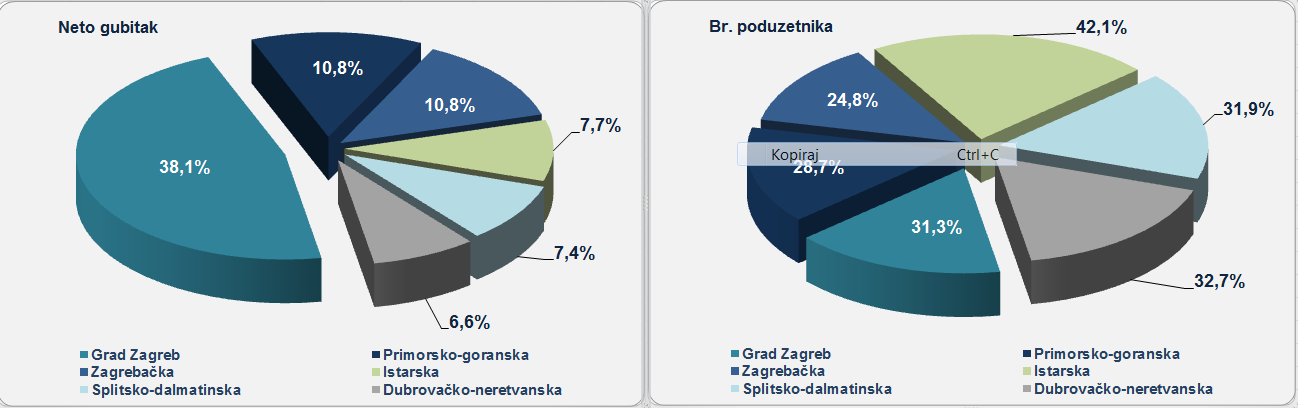 Neto gubitak
10,8%
10,8%
7,7%
38,1%
7,4%
6,6%
Grad Zagreb
Primorsko-goranska
Zagrebačka
Istarska
Splitsko-dalmatinska
Dubrovačko-neretvanska
Br. poduzetnika
42,1%
24,8%
31,9%
Kopiraj Ctrl+C
28,7%
31,3%
32,7%
Grad Zagreb
Primorsko-goranska
Zagrebačka
Istarska
Splitsko-dalmatinska
Dubrovačko-neretvanska